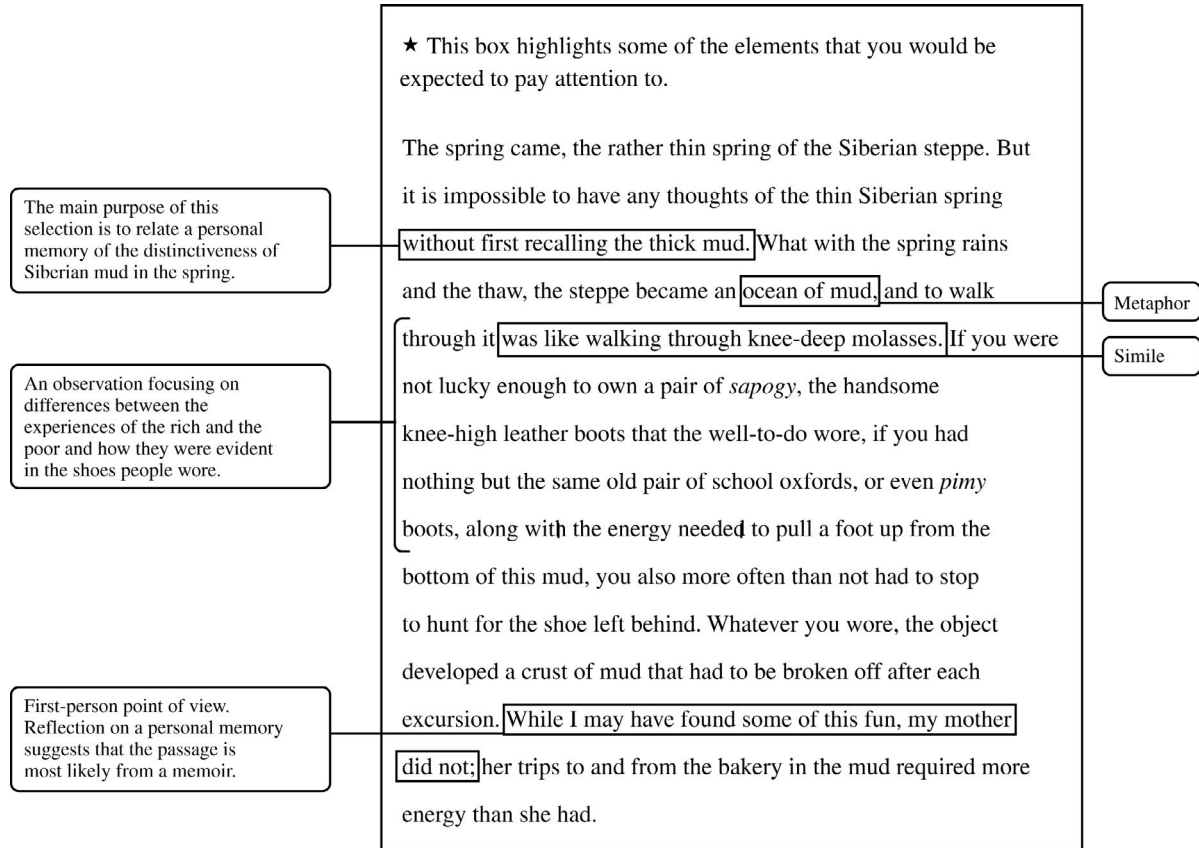 ★ This box highlights some of the elements that you would be
expected to pay attention to.
The spring came, the rather thin spring of the Siberian steppe. But
it is impossible to have any thoughts of the thin Siberian spring
without first recalling the thick mud. What with the spring rains
and the thaw, the steppe became an ocean of mud, and to walk
through it was like walking through knee-deep molasses. If you were
not lucky enough to own a pair of sapogy, the handsome
knee-high leather boots that the well-to-do wore, if you had
nothing but the same old pair of school oxfords, or even pimy
boots, along with the energy needed to pull a foot up from the
bottom of this mud, you also more often than not had to stop
to hunt for the shoe left behind. Whatever you wore, the object
developed a crust of mud that had to be broken off after each
excursion. While I may have found some of this fun, my mother
did not; her trips to and from the bakery in the mud required more
energy than she had.
The main purpose of this
selection is to relate a personal
memory of the distinctiveness of
Siberian mud in the spring.
An observation focusing on
differences between the
experiences of the rich and the
poor and how they were evident
in the shoes people wore.
First-person point of view.
Reflection on a personal memory
suggests that the passage is
most likely from a memoir.
Metaphor
Simile